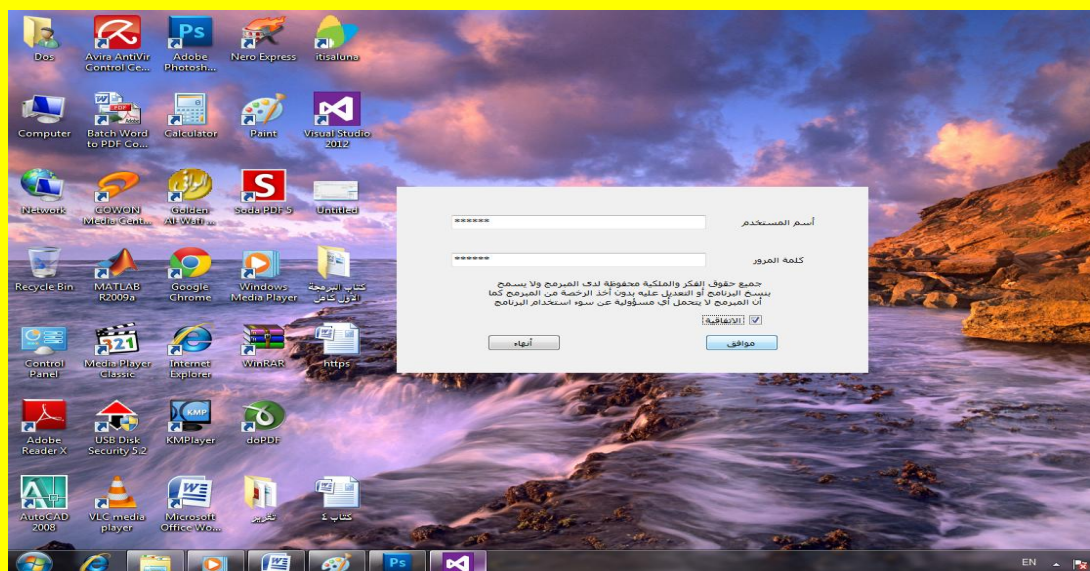 Dos
Avira AntiVir
Control Ce...
Adobe
Photosh...
Nero Express
itisaluna
Computer
Batch Word
to PDF Co...
Calculator
Paint
Visual Studio
2012
Network
COWON
Media Cent...
Golden
Al-Wafi ...
Soda PDF 5
Untitled
Recycle Bin
MATLAB
R2009a
Google
Chrome
Windows
Media Player
كتاب البرمجة
الأول كامل
Control
Panel
Media Player
Classic
Internet
Explorer
WinRAR
https
Adobe
Reader X
USB Disk
Security 5.2
KMPlayer
doPDF
AutoCAD
2008
VLC media
player
Microsoft
Office Wo...
تقرير
كتاب ٤
أسم المستخدم
******
كلمة المرور
******
جميع حقوق الفكر والملكية محفوظة لدى المبرمج ولا يسمح
بنسخ البرنامج أو التعديل عليه بدون أخذ الرخصة من المبرمج كما
أن المبرمج لا يتحمل أي مسؤولية عن سوء استخدام البرنامج
الاتفاقية
موافق
أنهاء
EN